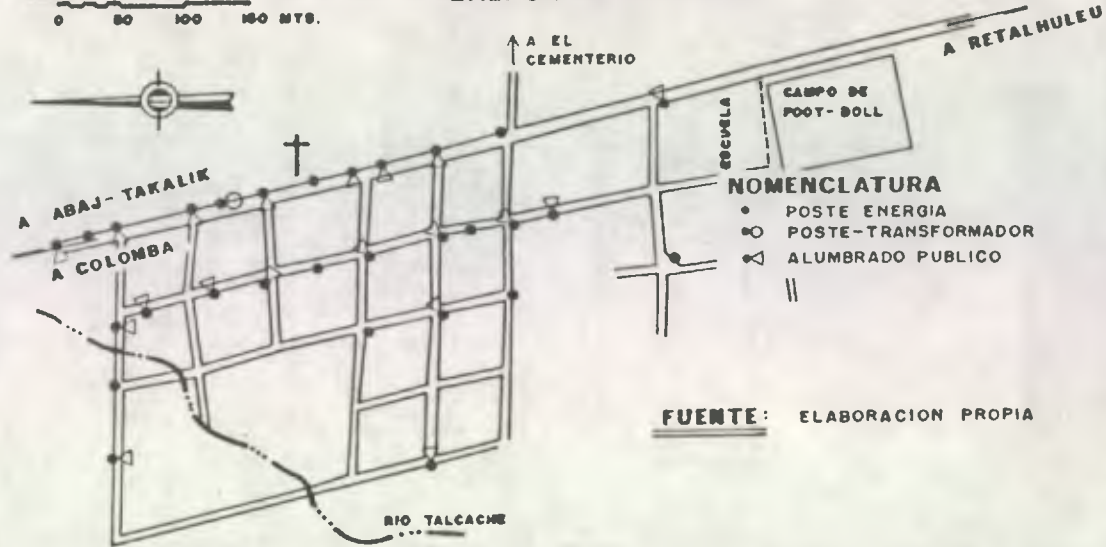 0 50 100 150 MTS.
A EL
CEMENTERIO
A RETALHULEU
ESCUELA
CAMPO DE
FOOT-BOLL
A ABAJ-TAKALIK
A COLOMBA
NOMENCLATURA
POSTE ENERGIA
POSTE-TRANSFORMADOR
ALUMBRADO PUBLICO
FUENTE: ELABORACION PROPIA
RIO TALCACHE